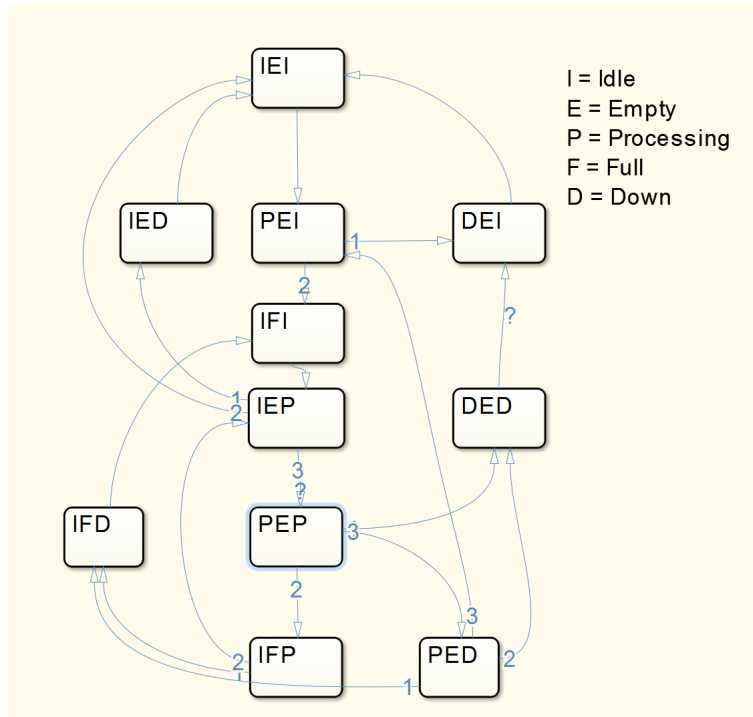 IEI
I = Idle
E = Empty
P = Processing
F = Full
D = Down
IED
PEI
DEI
1
2
?
IFI
1
2
IEP
DED
3
?
IFD
PEP
3
2
3
IFP
PED
2
2
1